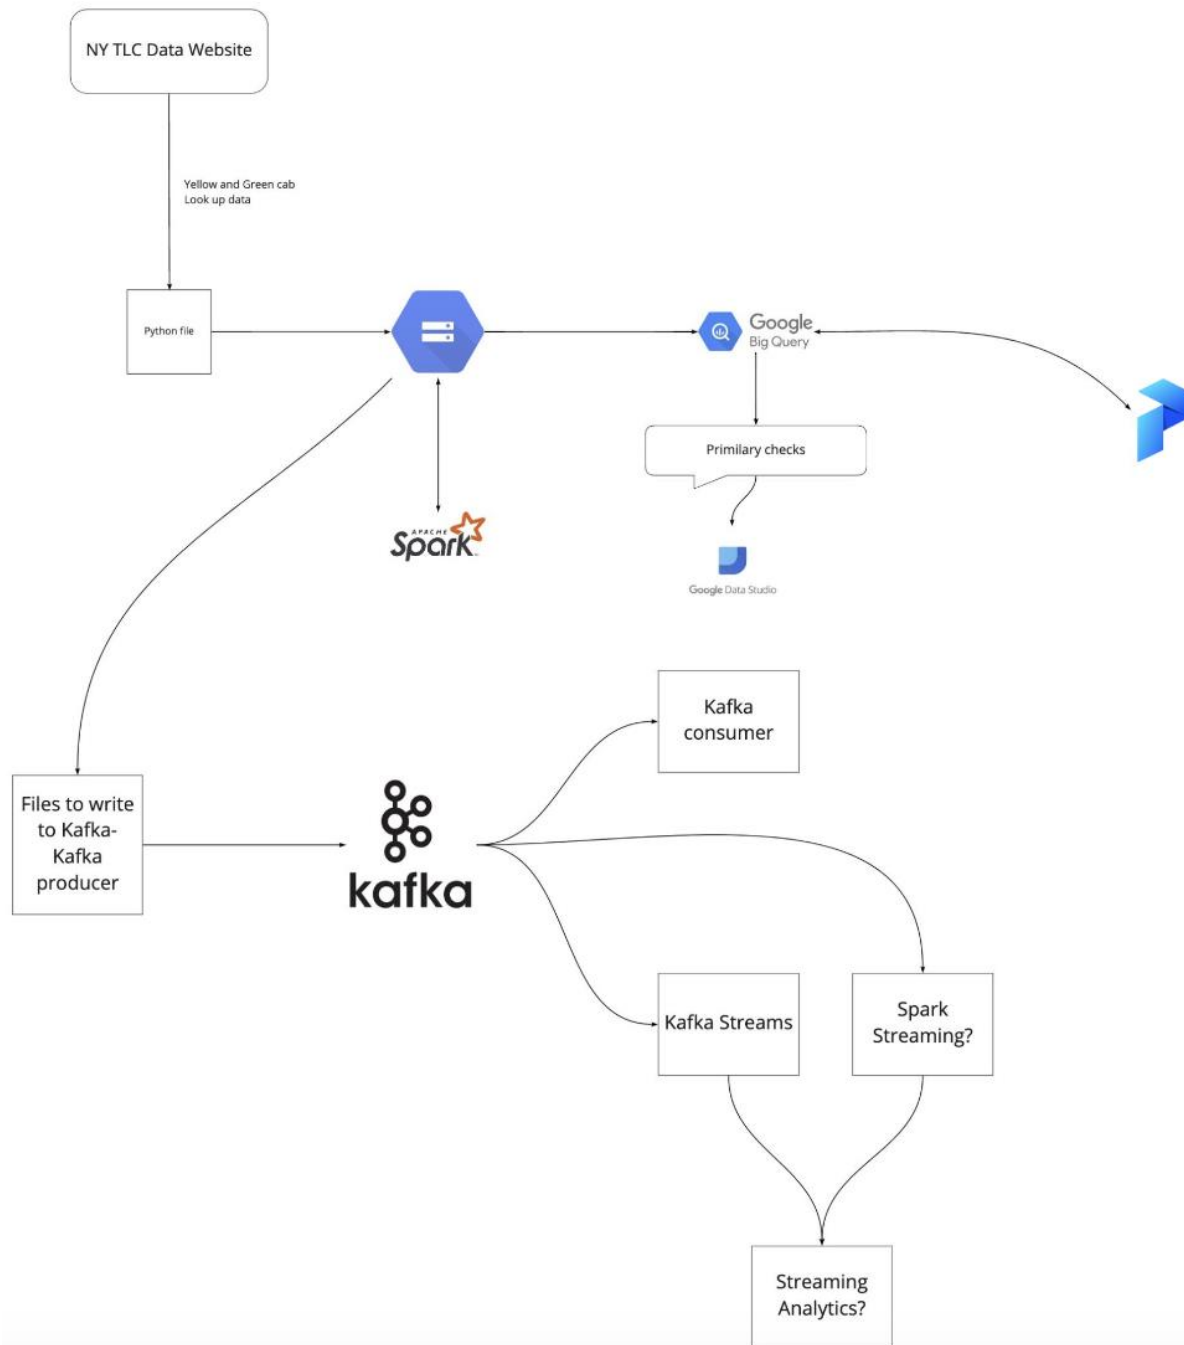 NY TLC Data Website
Yellow and Green cab
Look up data
Python file
Google
Big Query
Primilary checks
APACHE
Spark
Google Data Studio
Kafka
consumer
Files to write
to Kafka-
Kafka
producer
kafka
Kafka Streams
Spark
Streaming?
Streaming
Analytics?